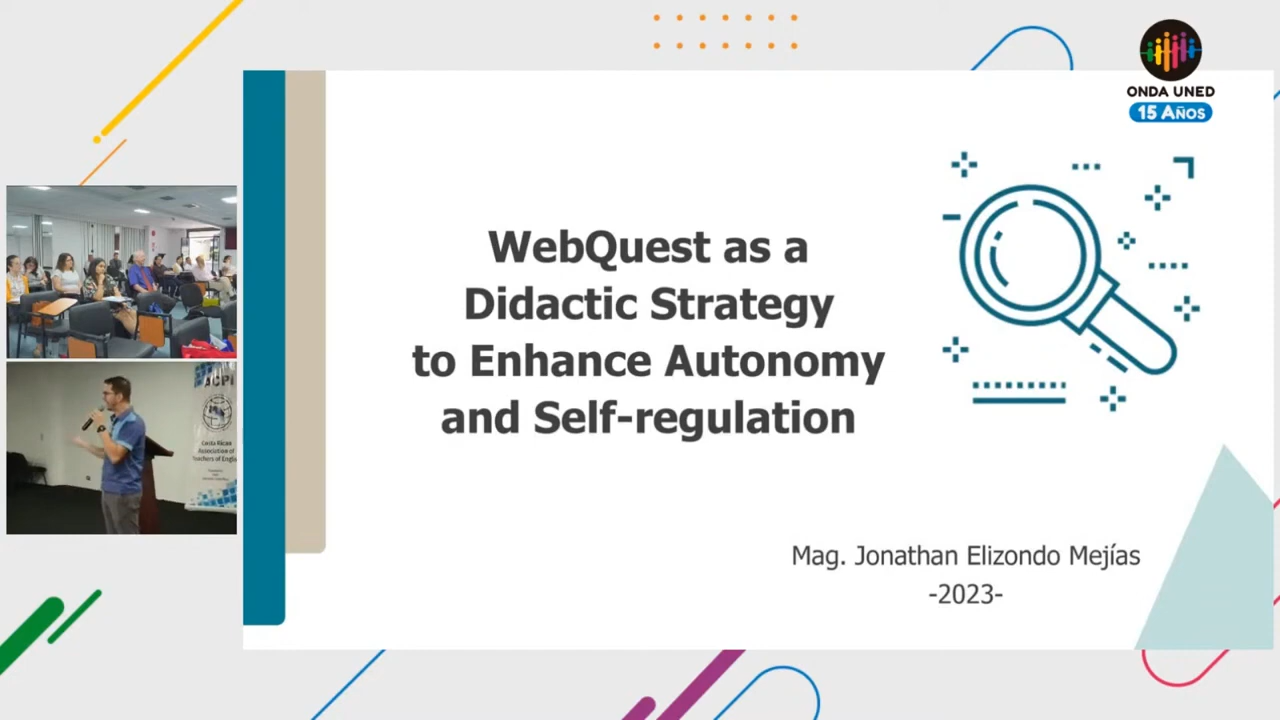 ONDA UNED
15 AÑOS
WebQuest as a
Didactic Strategy
to Enhance Autonomy
and Self-regulation
Mag. Jonathan Elizondo Mejías
-2023-
ACPI
Costa Rican
Association of
Teachers of English